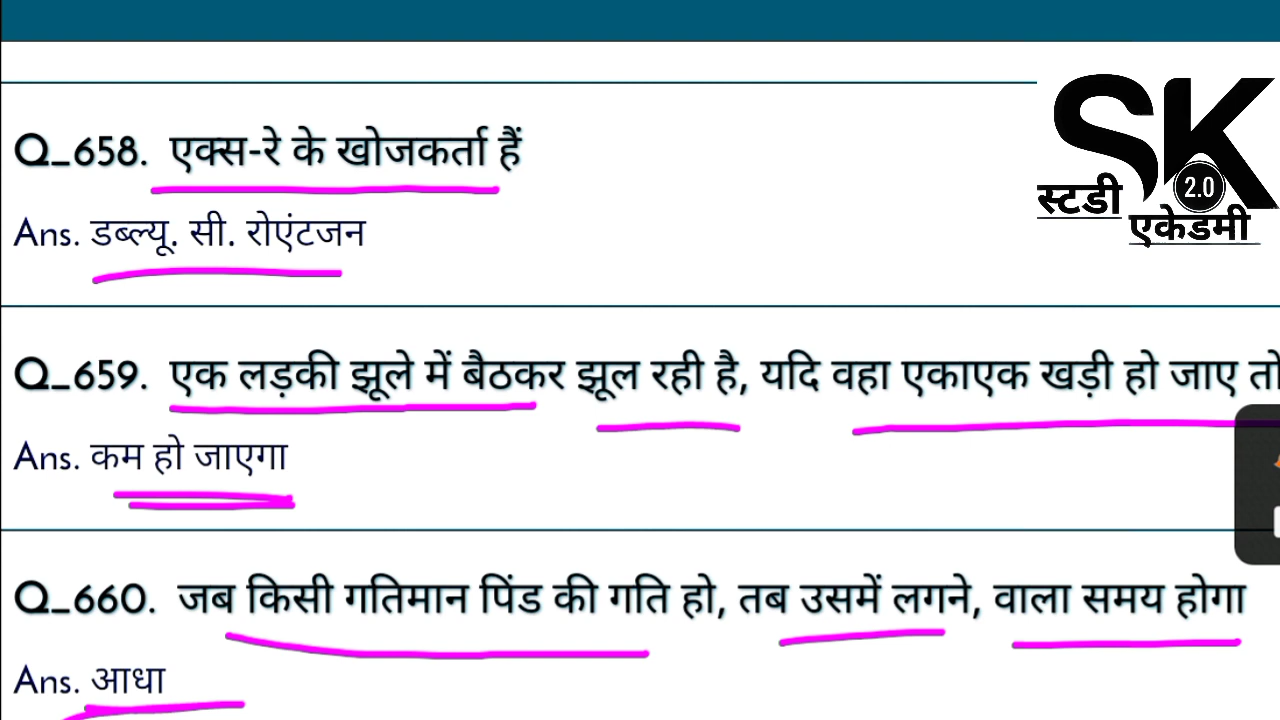 SK
2.0
स्टडी
एकेडमी
Q_658. एक्स-रे के खोजकर्ता हैं
Ans. डब्ल्यू. सी. रोएंटजन
Q_659. एक लड़की झूले में बैठकर झूल रही है, यदि वहा एकाएक खड़ी हो जाए तो
Ans. कम हो जाएगा
Q_660. जब किसी गतिमान पिंड की गति हो, तब उसमें लगने, वाला समय होगा
Ans. आधा